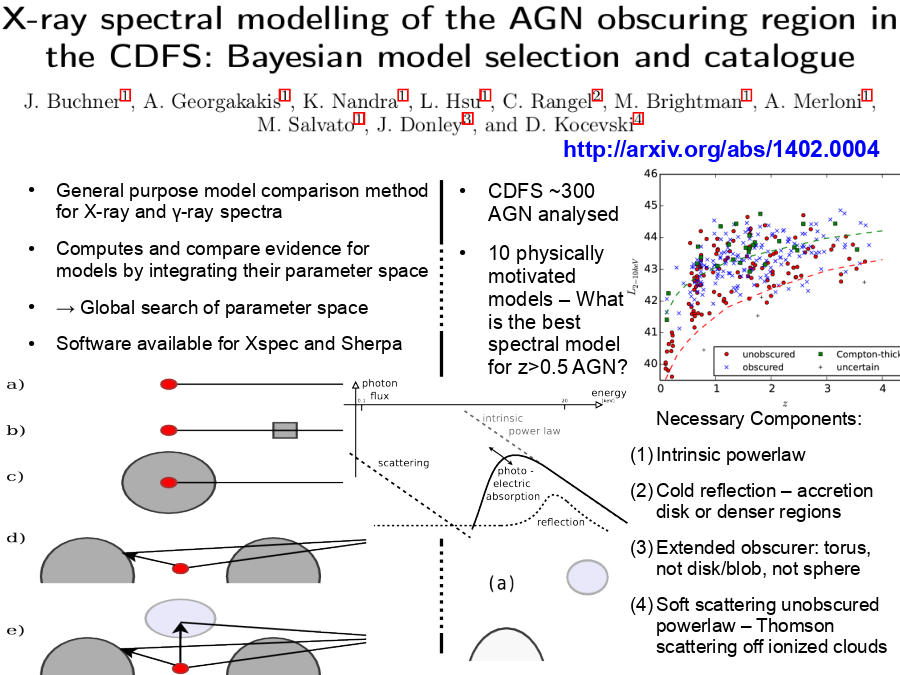 X-ray spectral modelling of the AGN obscuring region in
the CDFS: Bayesian model selection and catalogue
J. Buchner1, A. Georgakakis1, K. Nandra1, L. Hsu1, C. Rangel2, M. Brightman1, A. Merloni1,
M. Salvato1, J. Donley3, and D. Kocevski4
http://arxiv.org/abs/1402.0004
• General purpose model comparison method
for X-ray and γ-ray spectra
• Computes and compare evidence for
models by integrating their parameter space
• → Global search of parameter space
• Software available for Xspec and Sherpa
• CDFS ~300
AGN analysed
• 10 physically
motivated
models – What
is the best
spectral model
for z>0.5 AGN?
46
45
44
43
42
41
40
L2−10keV
unobscured
obscured
Compton-thick
uncertain
0 1 2 3 4
z
a)
b)
c)
d)
e)
photon
flux
energy
(keV)
0.1
20
intrinsic
power law
scattering
photo -
electric
absorption
reflection
(a)
Necessary Components:
(1) Intrinsic powerlaw
(2) Cold reflection – accretion
disk or denser regions
(3) Extended obscurer: torus,
not disk/blob, not sphere
(4) Soft scattering unobscured
powerlaw – Thomson
scattering off ionized clouds